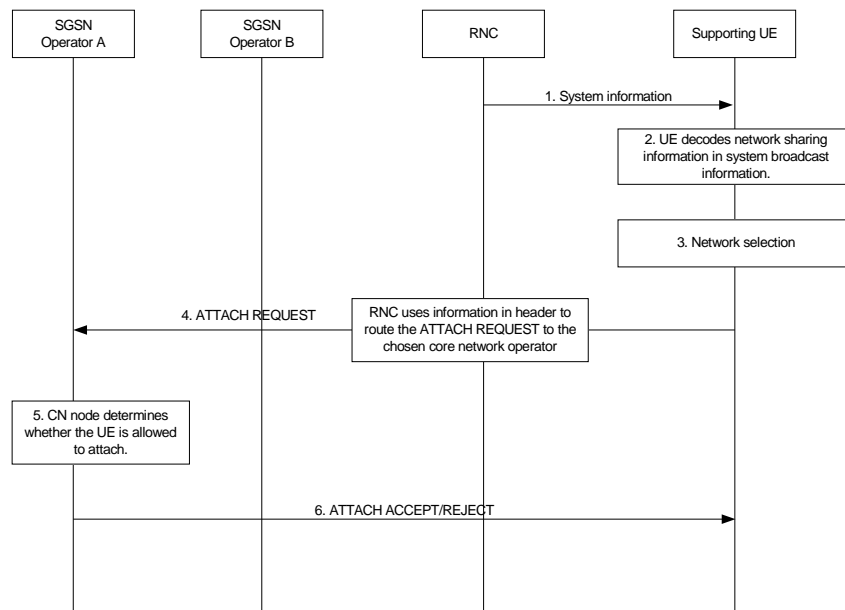 SGSN
Operator A
SGSN
Operator B
RNC
Supporting UE
1. System information
2. UE decodes network sharing
information in system broadcast
information.
3. Network selection
4. ATTACH REQUEST
RNC uses information in header to
route the ATTACH REQUEST to the
chosen core network operator
5. CN node determines
whether the UE is allowed
to attach.
6. ATTACH ACCEPT/REJECT